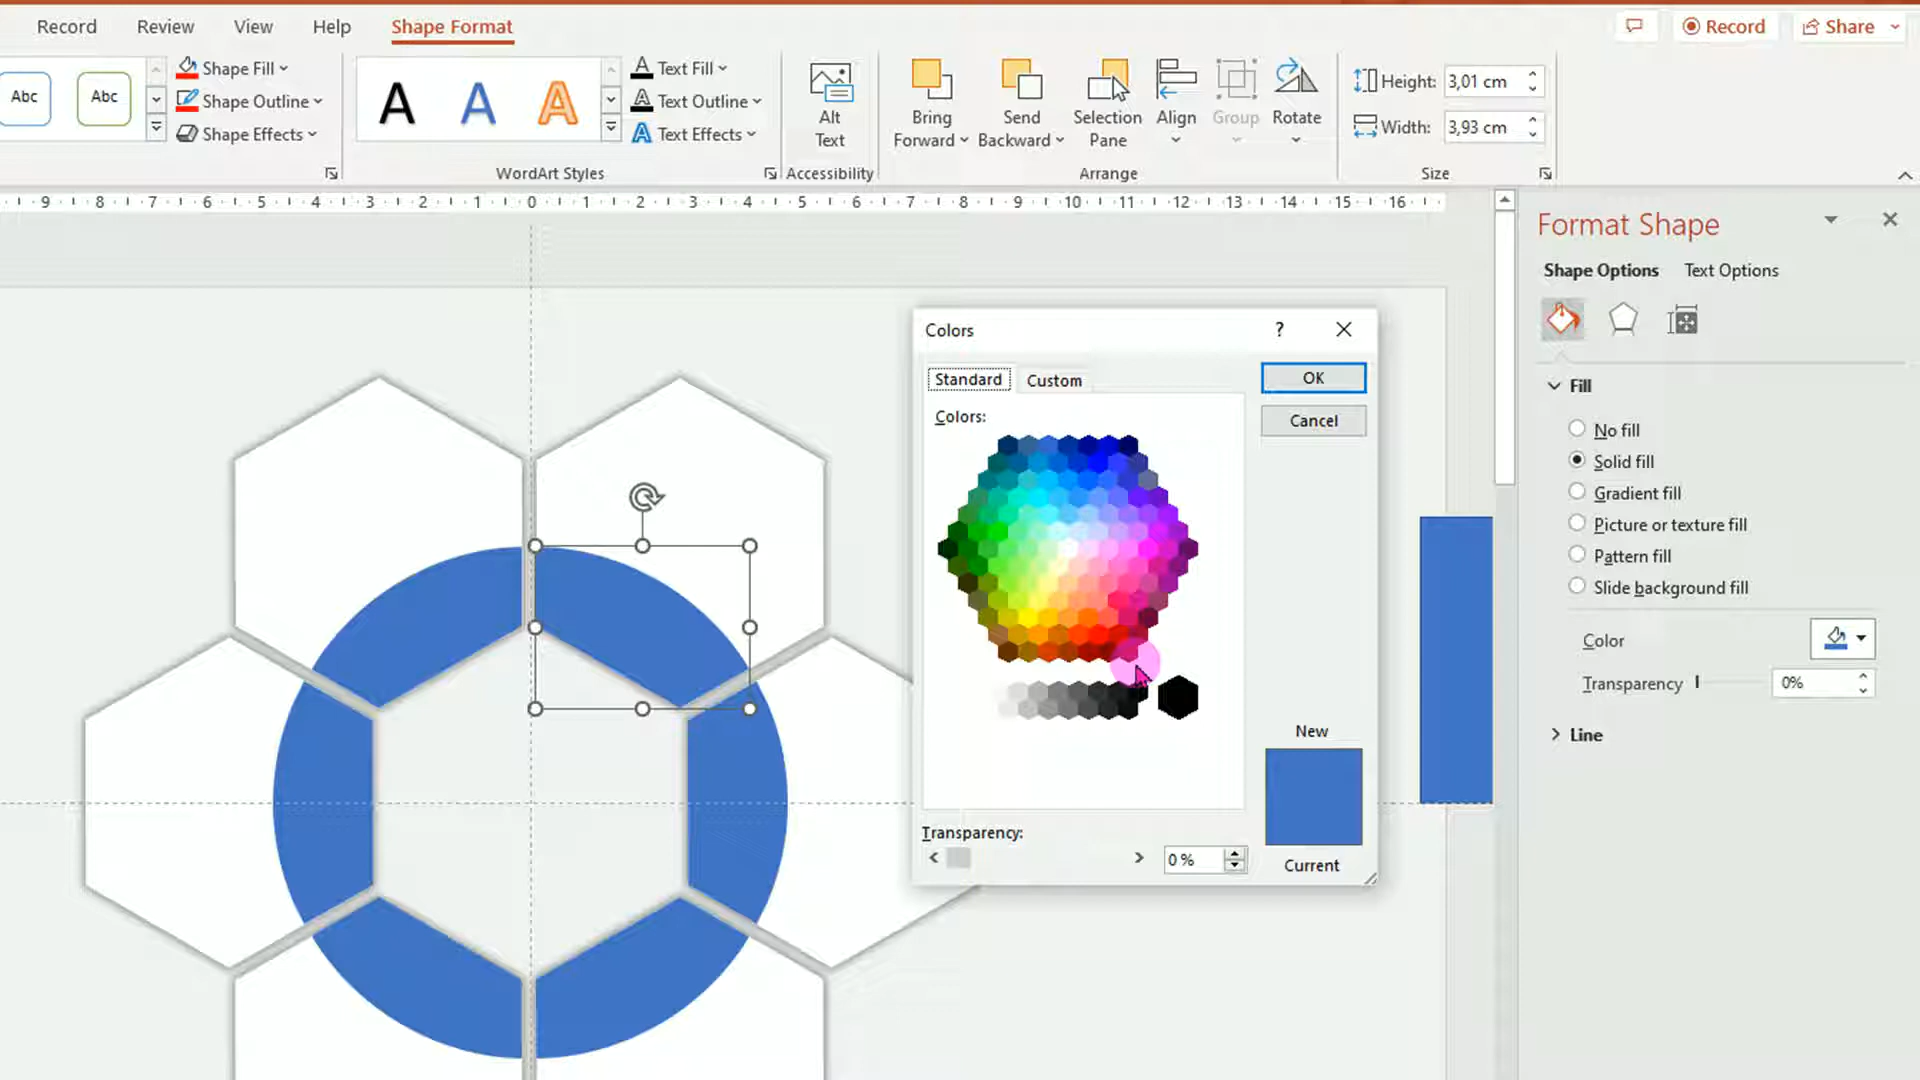 Record Review View Help Shape Format Record Share
Abc Abc
Shape Fill
Shape Outline
Shape Effects
A A A
Text Fill
Text Outline
Text Effects
WordArt Styles
Alt
Text
Accessibility
Bring
Forward
Send
Backward
Selection
Pane
Align
Group
Rotate
Arrange
Height: 3,01 cm
Width: 3,93 cm
Size
9 8 7 6 5 4 3 2 1 0 1 2 3 4 5 6 7 8 9 10 11 12 13 14 15 16
Colors ?
Standard Custom
Colors:
OK
Cancel
New
Current
Transparency:
0 %
Format Shape
Shape Options Text Options
Fill
No fill
Solid fill
Gradient fill
Picture or texture fill
Pattern fill
Slide background fill
Color
Transparency 0%
Line